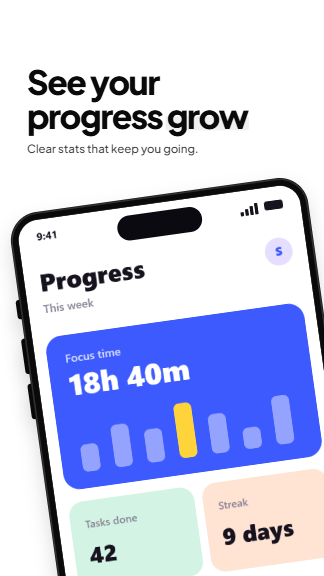 See your
progress grow
Clear stats that keep you going.
9:41
Progress
S
This week
Focus time
18h 40m
Tasks done
42
Streak
9 days